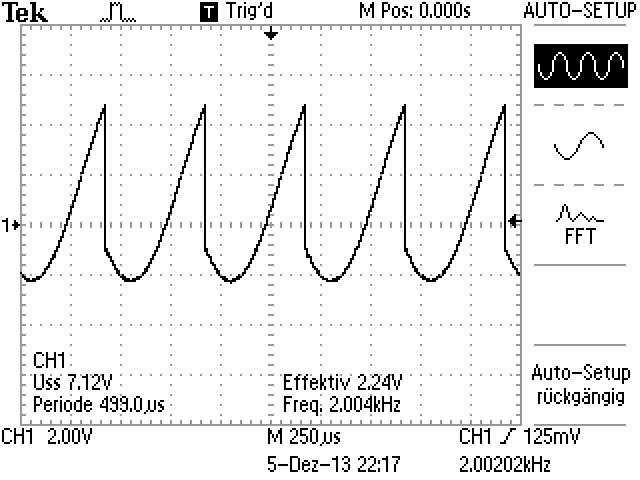 Tek T Trig'd M Pos: 0.000s AUTO-SETUP
1
FFT
CH1
Uss 7.12V Effektiv 2.24V
Periode 499.0µs Freq. 2.004kHz
Auto-Setup
rückgängig
CH1 2.00V M 250µs CH1 125mV
5-Dez-13 22:17 2.00202kHz